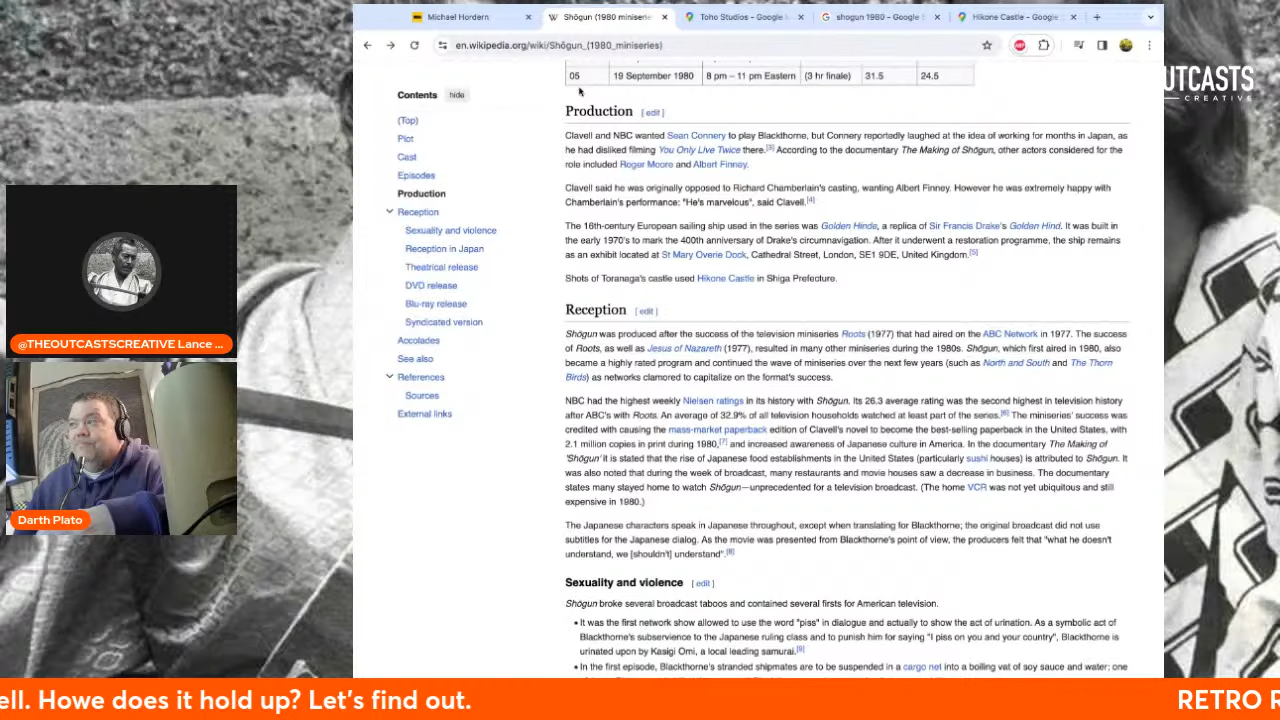 Michael Hordern
Shōgun (1980 miniserie
Toho Studios - Google M
shogun 1980 - Google S
Hikone Castle - Google
en.wikipedia.org/wiki/Shōgun_(1980_miniseries)
UTCASTS
CREATIVE
05 19 September 1980 8 pm – 11 pm Eastern (3 hr finale) 31.5 24.5
Contents hide
(Top)
Plot
Cast
Episodes
Production
Reception
Sexuality and violence
Reception in Japan
Theatrical release
DVD release
Blu-ray release
Syndicated version
Accolades
See also
References
Sources
External links
Production [ edit ]
Clavell and NBC wanted Sean Connery to play Blackthorne, but Connery reportedly laughed at the idea of working for months in Japan, as
he had disliked filming You Only Live Twice there.[3] According to the documentary The Making of Shōgun, other actors considered for the
role included Roger Moore and Albert Finney.
Clavell said he was originally opposed to Richard Chamberlain's casting, wanting Albert Finney. However he was extremely happy with
Chamberlain's performance: "He's marvelous", said Clavell.[4]
The 16th-century European sailing ship used in the series was Golden Hinde, a replica of Sir Francis Drake's Golden Hind. It was built in
the early 1970's to mark the 400th anniversary of Drake's circumnavigation. After it underwent a restoration programme, the ship remains
as an exhibit located at St Mary Overie Dock, Cathedral Street, London, SE1 9DE, United Kingdom.[5]
Shots of Toranaga's castle used Hikone Castle in Shiga Prefecture.
Reception [ edit ]
Shōgun was produced after the success of the television miniseries Roots (1977) that had aired on the ABC Network in 1977. The success
of Roots, as well as Jesus of Nazareth (1977), resulted in many other miniseries during the 1980s. Shōgun, which first aired in 1980, also
became a highly rated program and continued the wave of miniseries over the next few years (such as North and South and The Thorn
Birds) as networks clamored to capitalize on the format's success.
NBC had the highest weekly Nielsen ratings in its history with Shōgun. Its 26.3 average rating was the second highest in television history
after ABC's with Roots. An average of 32.9% of all television households watched at least part of the series.[6] The miniseries' success was
credited with causing the mass-market paperback edition of Clavell's novel to become the best-selling paperback in the United States, with
2.1 million copies in print during 1980,[7] and increased awareness of Japanese culture in America. In the documentary The Making of
'Shōgun' it is stated that the rise of Japanese food establishments in the United States (particularly sushi houses) is attributed to Shōgun. It
was also noted that during the week of broadcast, many restaurants and movie houses saw a decrease in business. The documentary
states many stayed home to watch Shōgun—unprecedented for a television broadcast. (The home VCR was not yet ubiquitous and still
expensive in 1980.)
The Japanese characters speak in Japanese throughout, except when translating for Blackthorne; the original broadcast did not use
subtitles for the Japanese dialog. As the movie was presented from Blackthorne's point of view, the producers felt that "what he doesn't
understand, we [shouldn't] understand".[8]
Sexuality and violence [ edit ]
Shōgun broke several broadcast taboos and contained several firsts for American television.
• It was the first network show allowed to use the word "piss" in dialogue and actually to show the act of urination. As a symbolic act of
Blackthorne's subservience to the Japanese ruling class and to punish him for saying "I piss on you and your country", Blackthorne is
urinated upon by Kasigi Omi, a local leading samurai.[9]
• In the first episode, Blackthorne's stranded shipmates are to be suspended in a cargo net into a boiling vat of soy sauce and water; one
@THEOUTCASTSCREATIVE Lance ...
Darth Plato
ell. Howe does it hold up? Let's find out.
RETRO R